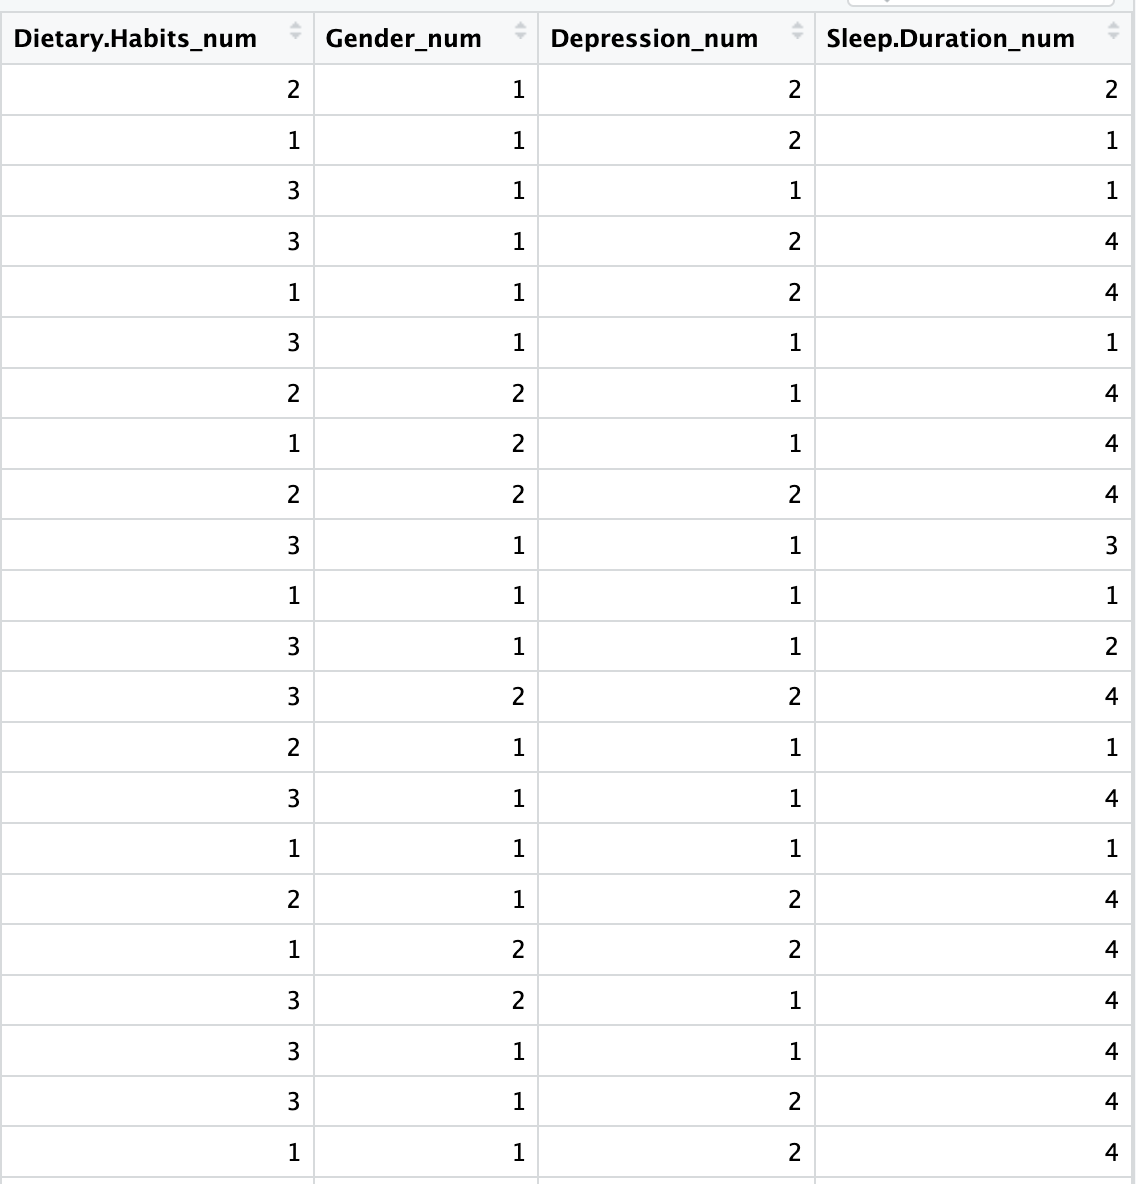 Dietary.Habits_num Gender_num Depression_num Sleep.Duration_num
2 1 2 2
1 1 2 1
3 1 1 1
3 1 2 4
1 1 2 4
3 1 1 1
2 2 1 4
1 2 1 4
2 2 2 4
3 1 1 3
1 1 1 1
3 1 1 2
3 2 2 4
2 1 1 1
3 1 1 4
1 1 1 1
2 1 2 4
1 2 2 4
3 2 1 4
3 1 1 4
3 1 2 4
1 1 2 4